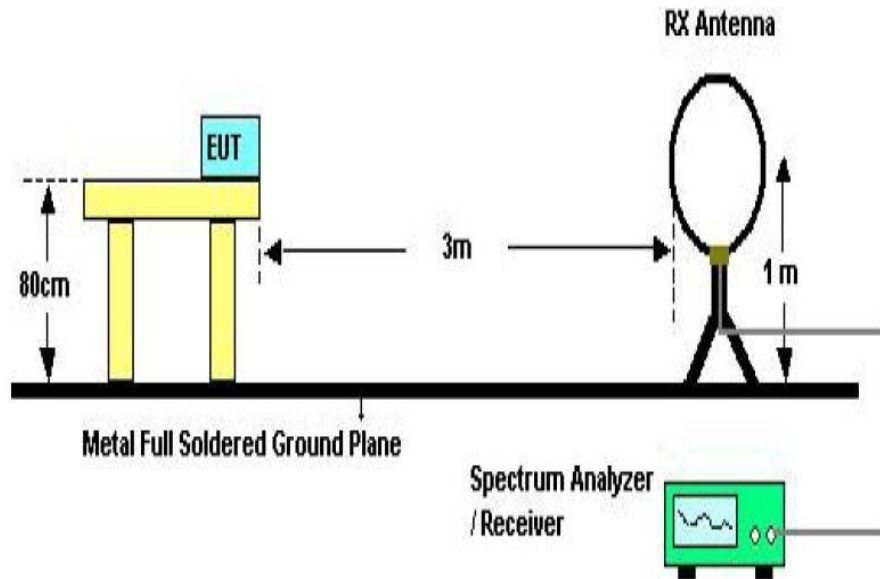 RX Antenna
EUT
3m
80cm
1 m
Metal Full Soldered Ground Plane
Spectrum Analyzer
/ Receiver